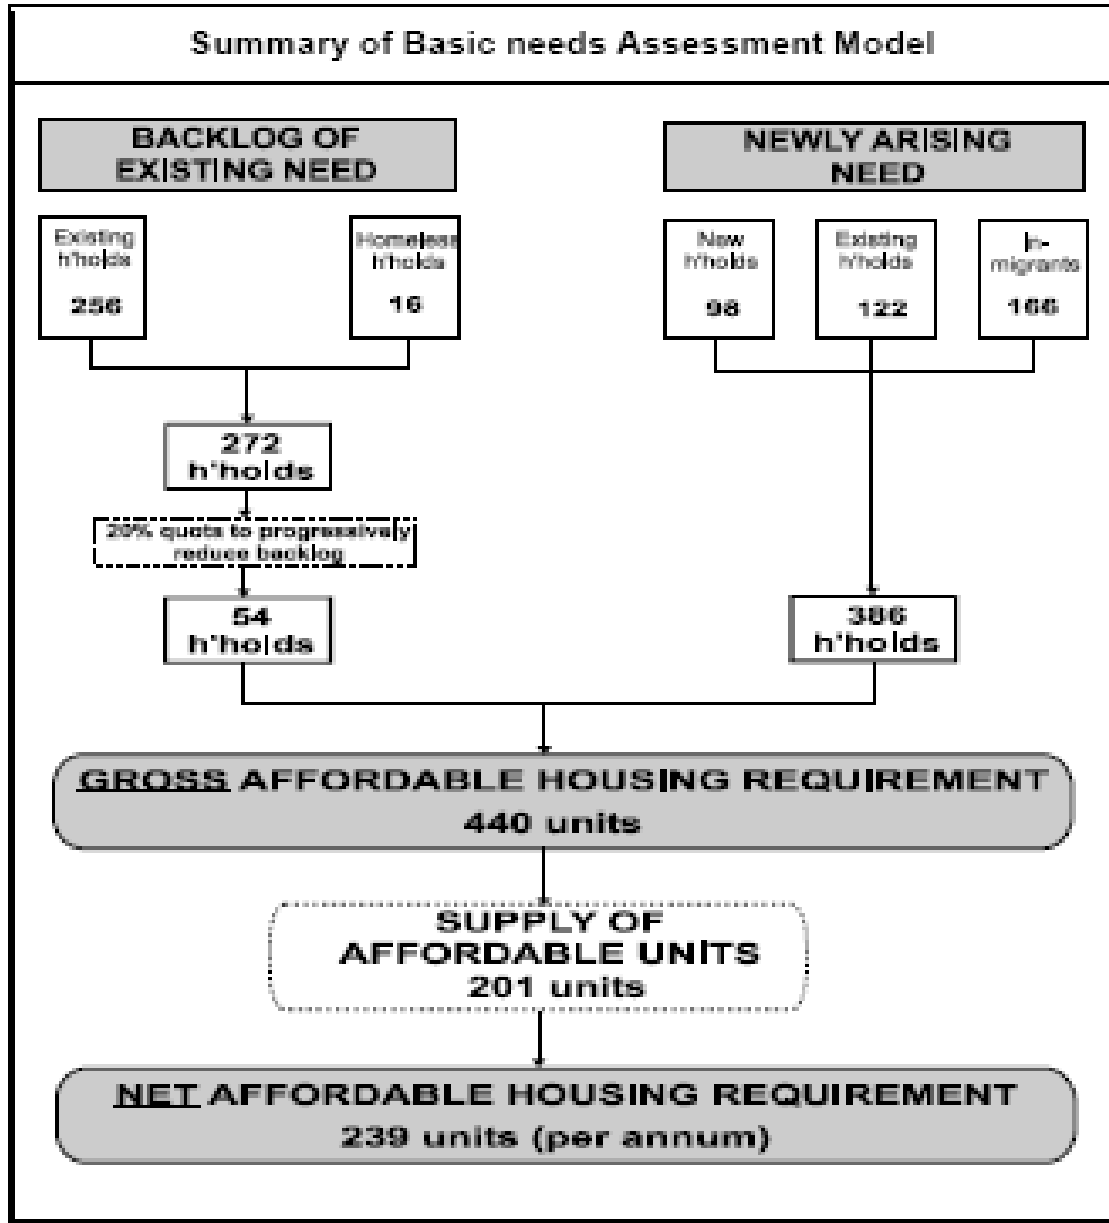 Summary of Basic needs Assessment Model
BACKLOG OF
EXISTING NEED
NEWLY ARISING
NEED
Existing
h'holds
256
Homeless
h'holds
16
New
h'holds
98
Existing
h'holds
122
In-
migrants
166
272
h'holds
20% quota to progressively
reduce backlog
54
h'holds
386
h'holds
GROSS AFFORDABLE HOUSING REQUIREMENT
440 units
SUPPLY OF
AFFORDABLE UNITS
201 units
NET AFFORDABLE HOUSING REQUIREMENT
239 units (per annum)